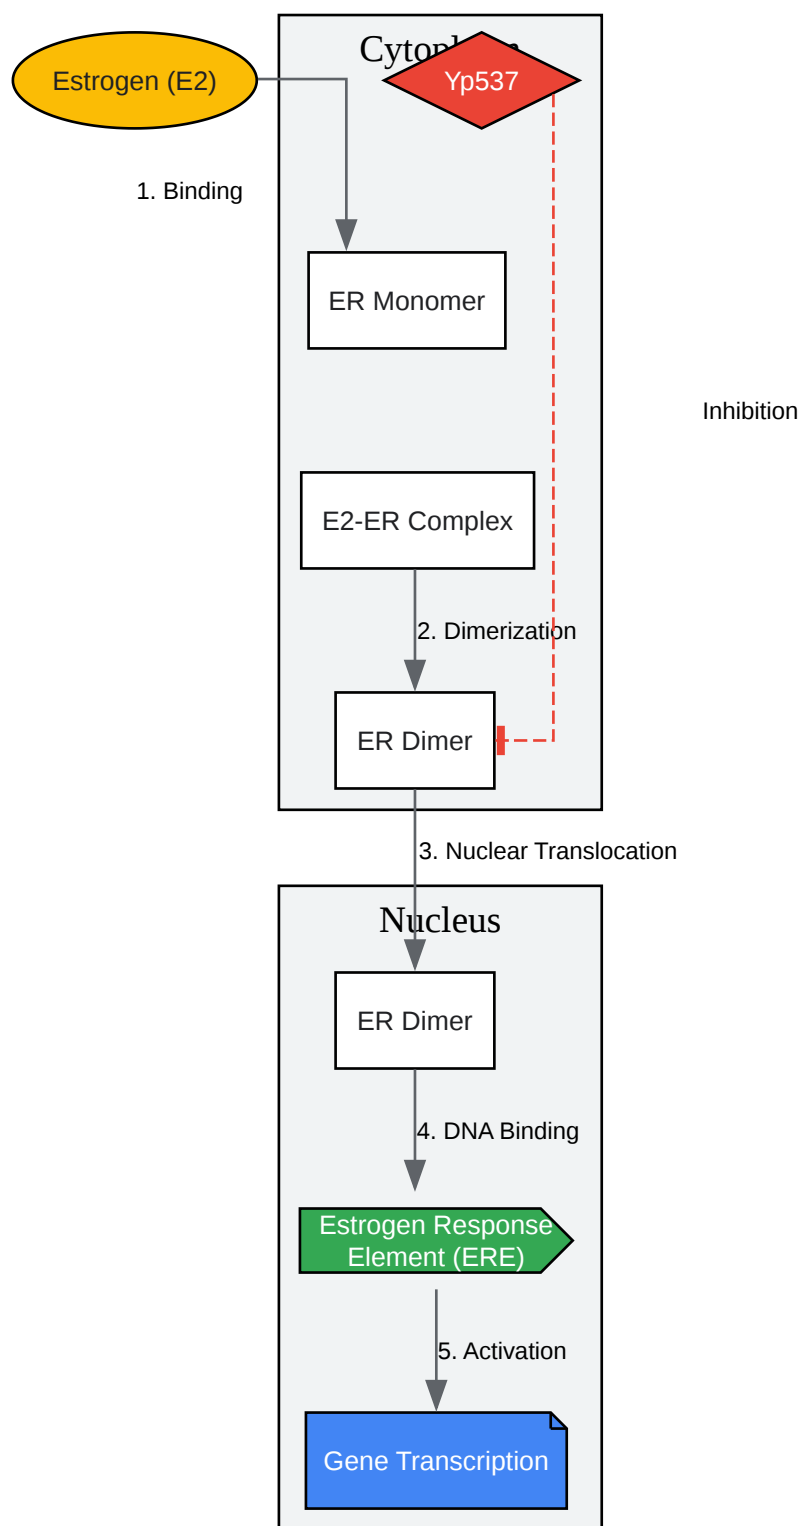 Cytoplasm
Estrogen (E2)
Yp537
1. Binding
ER Monomer
Inhibition
E2-ER Complex
2. Dimerization
ER Dimer
3. Nuclear Translocation
Nucleus
ER Dimer
4. DNA Binding
Estrogen Response
Element (ERE)
5. Activation
Gene Transcription